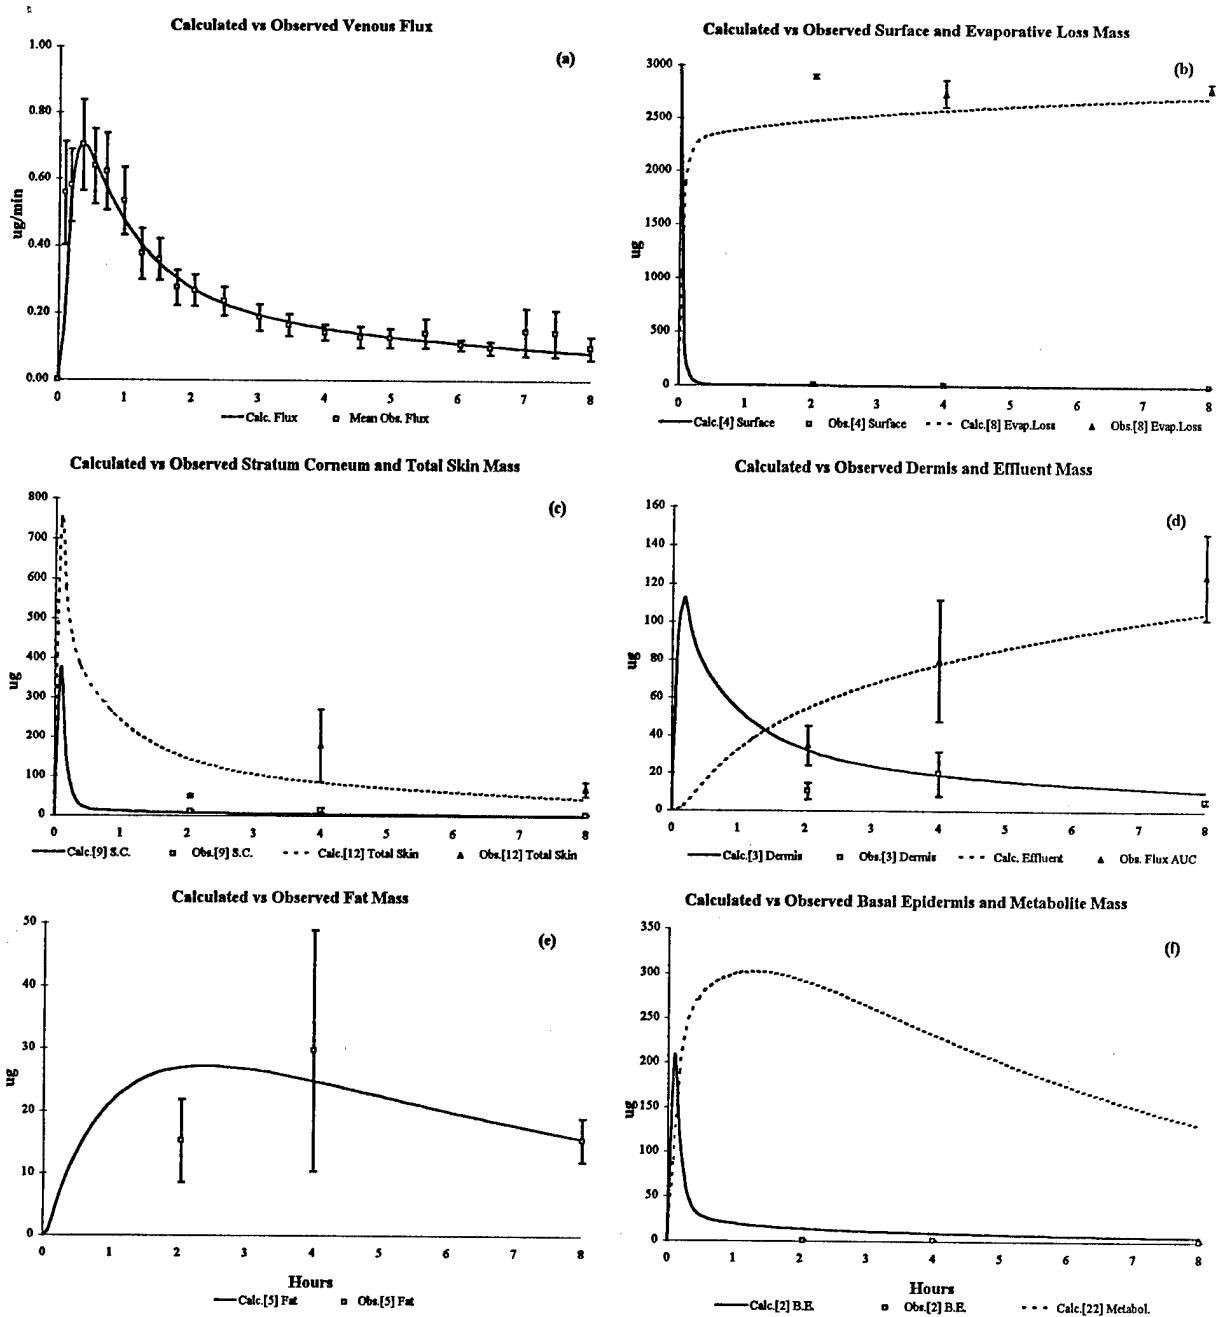 Calculated vs Observed Venous Flux
(a)
1.00
0.80
0.60
0.40
0.20
0.00
ug/min
0 1 2 3 4 5 6 7 8
Calc. Flux Mean Obs. Flux
Calculated vs Observed Surface and Evaporative Loss Mass
(b)
3000
2500
2000
1500
1000
500
0
ug
0 1 2 3 4 5 6 7 8
Calc.[4] Surface Obs.[4] Surface Calc.[8] Evap.Loss Obs.[8] Evap.Loss
Calculated vs Observed Stratum Corneum and Total Skin Mass
(c)
800
700
600
500
400
300
200
100
0
ug
0 1 2 3 4 5 6 7 8
Calc.[9] S.C. Obs.[9] S.C. Calc.[12] Total Skin Obs.[12] Total Skin
Calculated vs Observed Dermis and Effluent Mass
(d)
160
140
120
100
80
60
40
20
0
ug
0 1 2 3 4 5 6 7 8
Calc.[3] Dermis Obs.[3] Dermis Calc. Effluent Obs. Flux AUC
Calculated vs Observed Fat Mass
(e)
50
40
30
20
10
0
ug
0 1 2 3 4 5 6 7 8
Hours
Calc.[5] Fat Obs.[5] Fat
Calculated vs Observed Basal Epidermis and Metabolite Mass
(f)
350
300
250
200
150
100
50
0
ug
0 1 2 3 4 5 6 7 8
Hours
Calc.[2] B.E. Obs.[2] B.E. Calc.[22] Metabol.